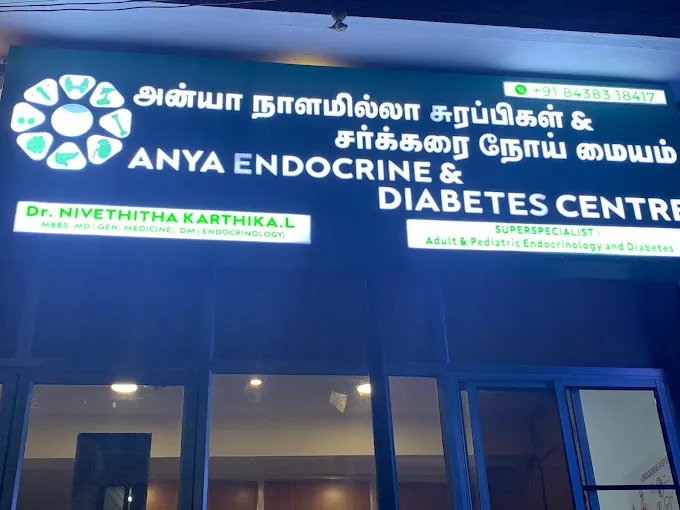 +91 84383 18417
அன்யா நாளமில்லா சுரப்பிகள் &
சர்க்கரை நோய் மையம்
ANYA ENDOCRINE &
DIABETES CENTRE
Dr. NIVETHITHA KARTHIKA.L
MBBS, MD ( GEN. MEDICINE), DM ( ENDOCRINOLOGY)
SUPERSPECIALIST :
Adult & Pediatric Endocrinology and Diabetes